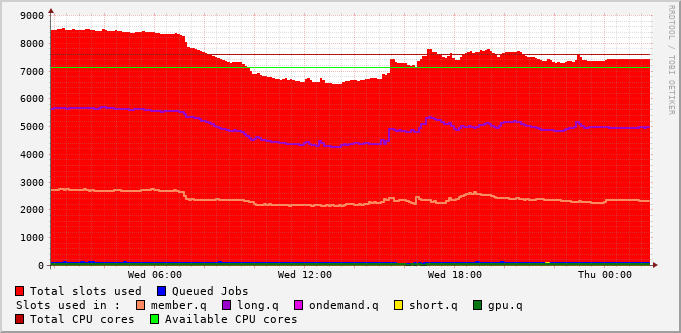 RRDTOOL / TOBI OETIKER
9000
8000
7000
6000
5000
4000
3000
2000
1000
0
Wed 06:00 Wed 12:00 Wed 18:00 Thu 00:00
Total slots used Queued Jobs
Slots used in : member.q long.q ondemand.q short.q gpu.q
Total CPU cores Available CPU cores